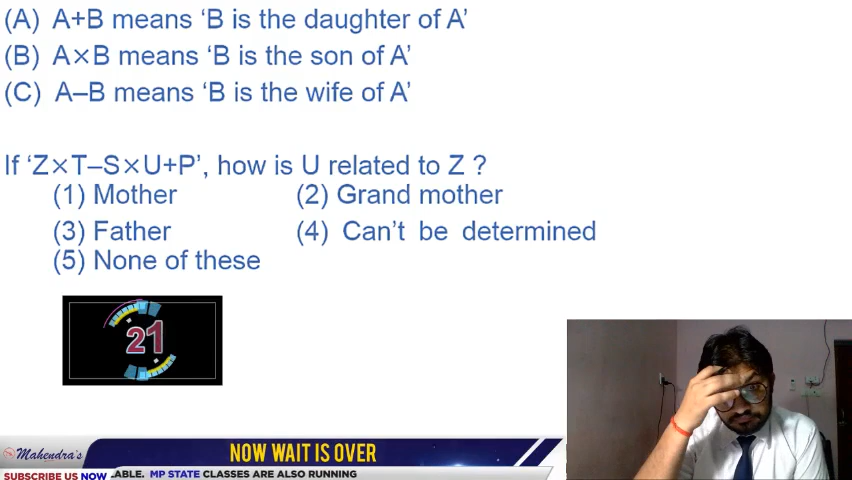 (A) A+B means ‘B is the daughter of A’
(B) A×B means ‘B is the son of A’
(C) A–B means ‘B is the wife of A’
If ‘Z×T–S×U+P’, how is U related to Z ?
(1) Mother (2) Grand mother
(3) Father (4) Can’t be determined
(5) None of these
21
Mahendra's NOW WAIT IS OVER
SUBSCRIBE US NOW ABLE. MP STATE CLASSES ARE ALSO RUNNING